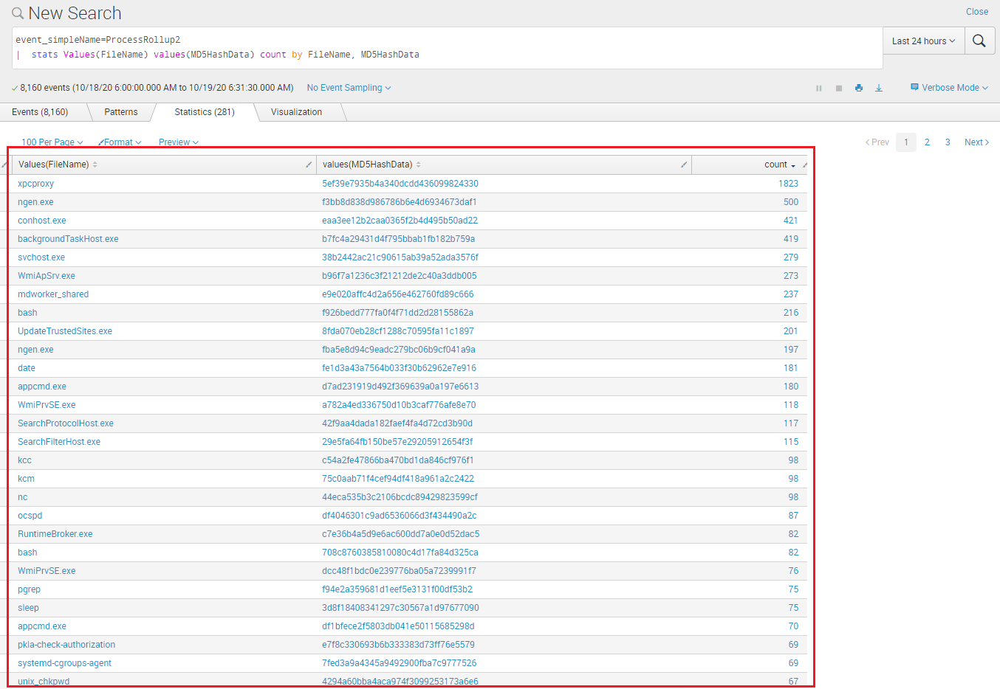 New Search
Close
event_simpleName=ProcessRollup2
| stats Values(FileName) values(MD5HashData) count by FileName, MD5HashData
Last 24 hours
8,160 events (10/18/20 6:00:00.000 AM to 10/19/20 6:31:30.000 AM) No Event Sampling
Verbose Mode
Events (8,160) Patterns Statistics (281) Visualization
100 Per Page Format Preview
Prev 1 2 3 Next
Values(FileName) values(MD5HashData) count
xpcproxy 5ef39e7935b4a340dcdd436099824330 1823
ngen.exe f3bb8d838d986786b6e4d6934673daf1 500
conhost.exe eaa3ee12b2caa0365f2b4d495b50ad22 421
backgroundTaskHost.exe b7fc4a29431d4f795bbab1fb182b759a 419
svchost.exe 38b2442ac21c90615ab39a52ada3576f 279
WmiApSrv.exe b96f7a1236c3f21212de2c40a3ddb005 273
mdworker_shared e9e020affc4d2a656e462760fd89c666 237
bash f926bedd777fa0f4f71dd2d28155862a 216
UpdateTrustedSites.exe 8fda070eb28cf1288c70595fa11c1897 201
ngen.exe fba5e8d94c9eadc279bc06b9cf041a9a 197
date fe1d3a43a7564b033f30b62962e7e916 181
appcmd.exe d7ad231919d492f369639a0a197e6613 180
WmiPrvSE.exe a782a4ed336750d10b3caf776afe8e70 118
SearchProtocolHost.exe 42f9aa4dada182faef4fa4d72cd3b90d 117
SearchFilterHost.exe 29e5fa64fb150be57e29205912654f3f 115
kcc c54a2fe47866ba470bd1da846cf976f1 98
kcm 75c0aab71f4cef94df418a961a2c2422 98
nc 44eca535b3c2106bcdc89429823599cf 98
ocspd df4046301c9ad6536066d3f434490a2c 87
RuntimeBroker.exe c7e36b4a5d9e6ac600dd7a0e0d52dac5 82
bash 708c8760385810080c4d17fa84d325ca 82
WmiPrvSE.exe dcc48f1bdc0e239776ba05a7239991f7 76
pgrep f94e2a359681d1eef5e3131f00df53b2 75
sleep 3d8f18408341297c30567a1d97677090 75
appcmd.exe df1bfece2f5803db041e50115685298d 70
pkla-check-authorization e7f8c330693b6b333383d73ff76e5579 69
systemd-cgroups-agent 7fed3a9a4345a9492900fba7c9777526 69
unix_chkpwd 4294a60bba4aca974f3099253173a6e6 67